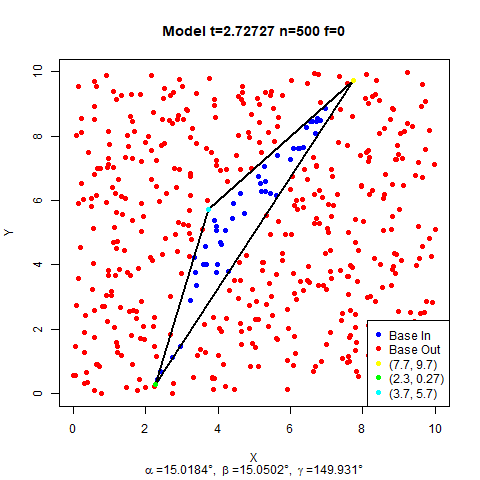 Model t=2.72727 n=500 f=0
Y
10
8
6
4
2
0
Base In
Base Out
(7.7, 9.7)
(2.3, 0.27)
(3.7, 5.7)
0 2 4 6 8 10
X
α=15.0184°, β=15.0502°, γ=149.931°